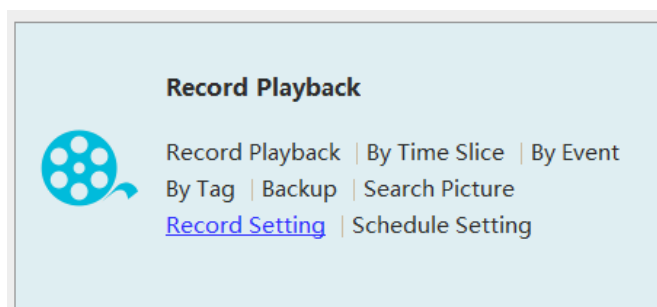 Record Playback
Record Playback | By Time Slice | By Event
By Tag | Backup | Search Picture
Record Setting | Schedule Setting